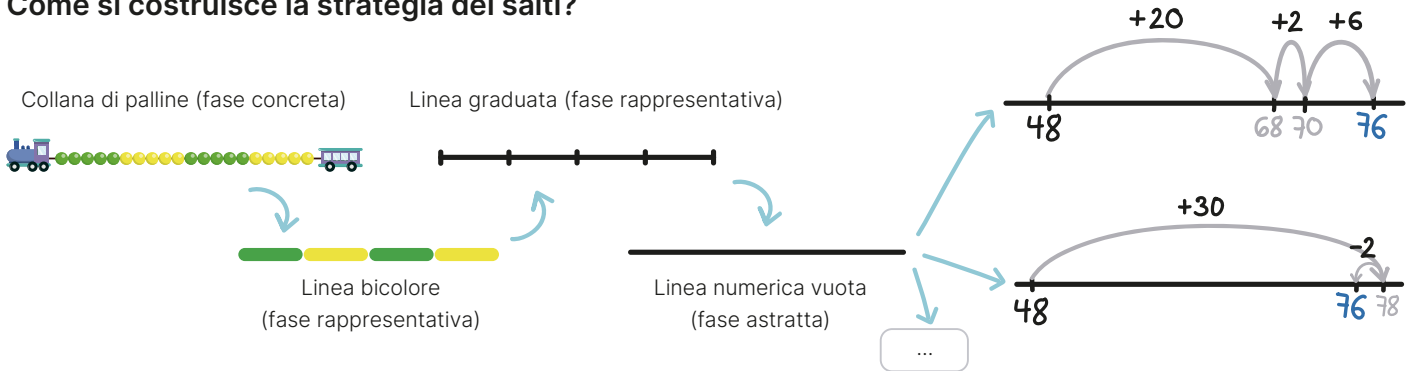 Come si costruisce la strategia dei salti?
Collana di palline (fase concreta)
Linea graduata (fase rappresentativa)
Linea bicolore
(fase rappresentativa)
Linea numerica vuota
(fase astratta)
...
+20 +2 +6
48 68 70 76
+30
-2
48 76 78